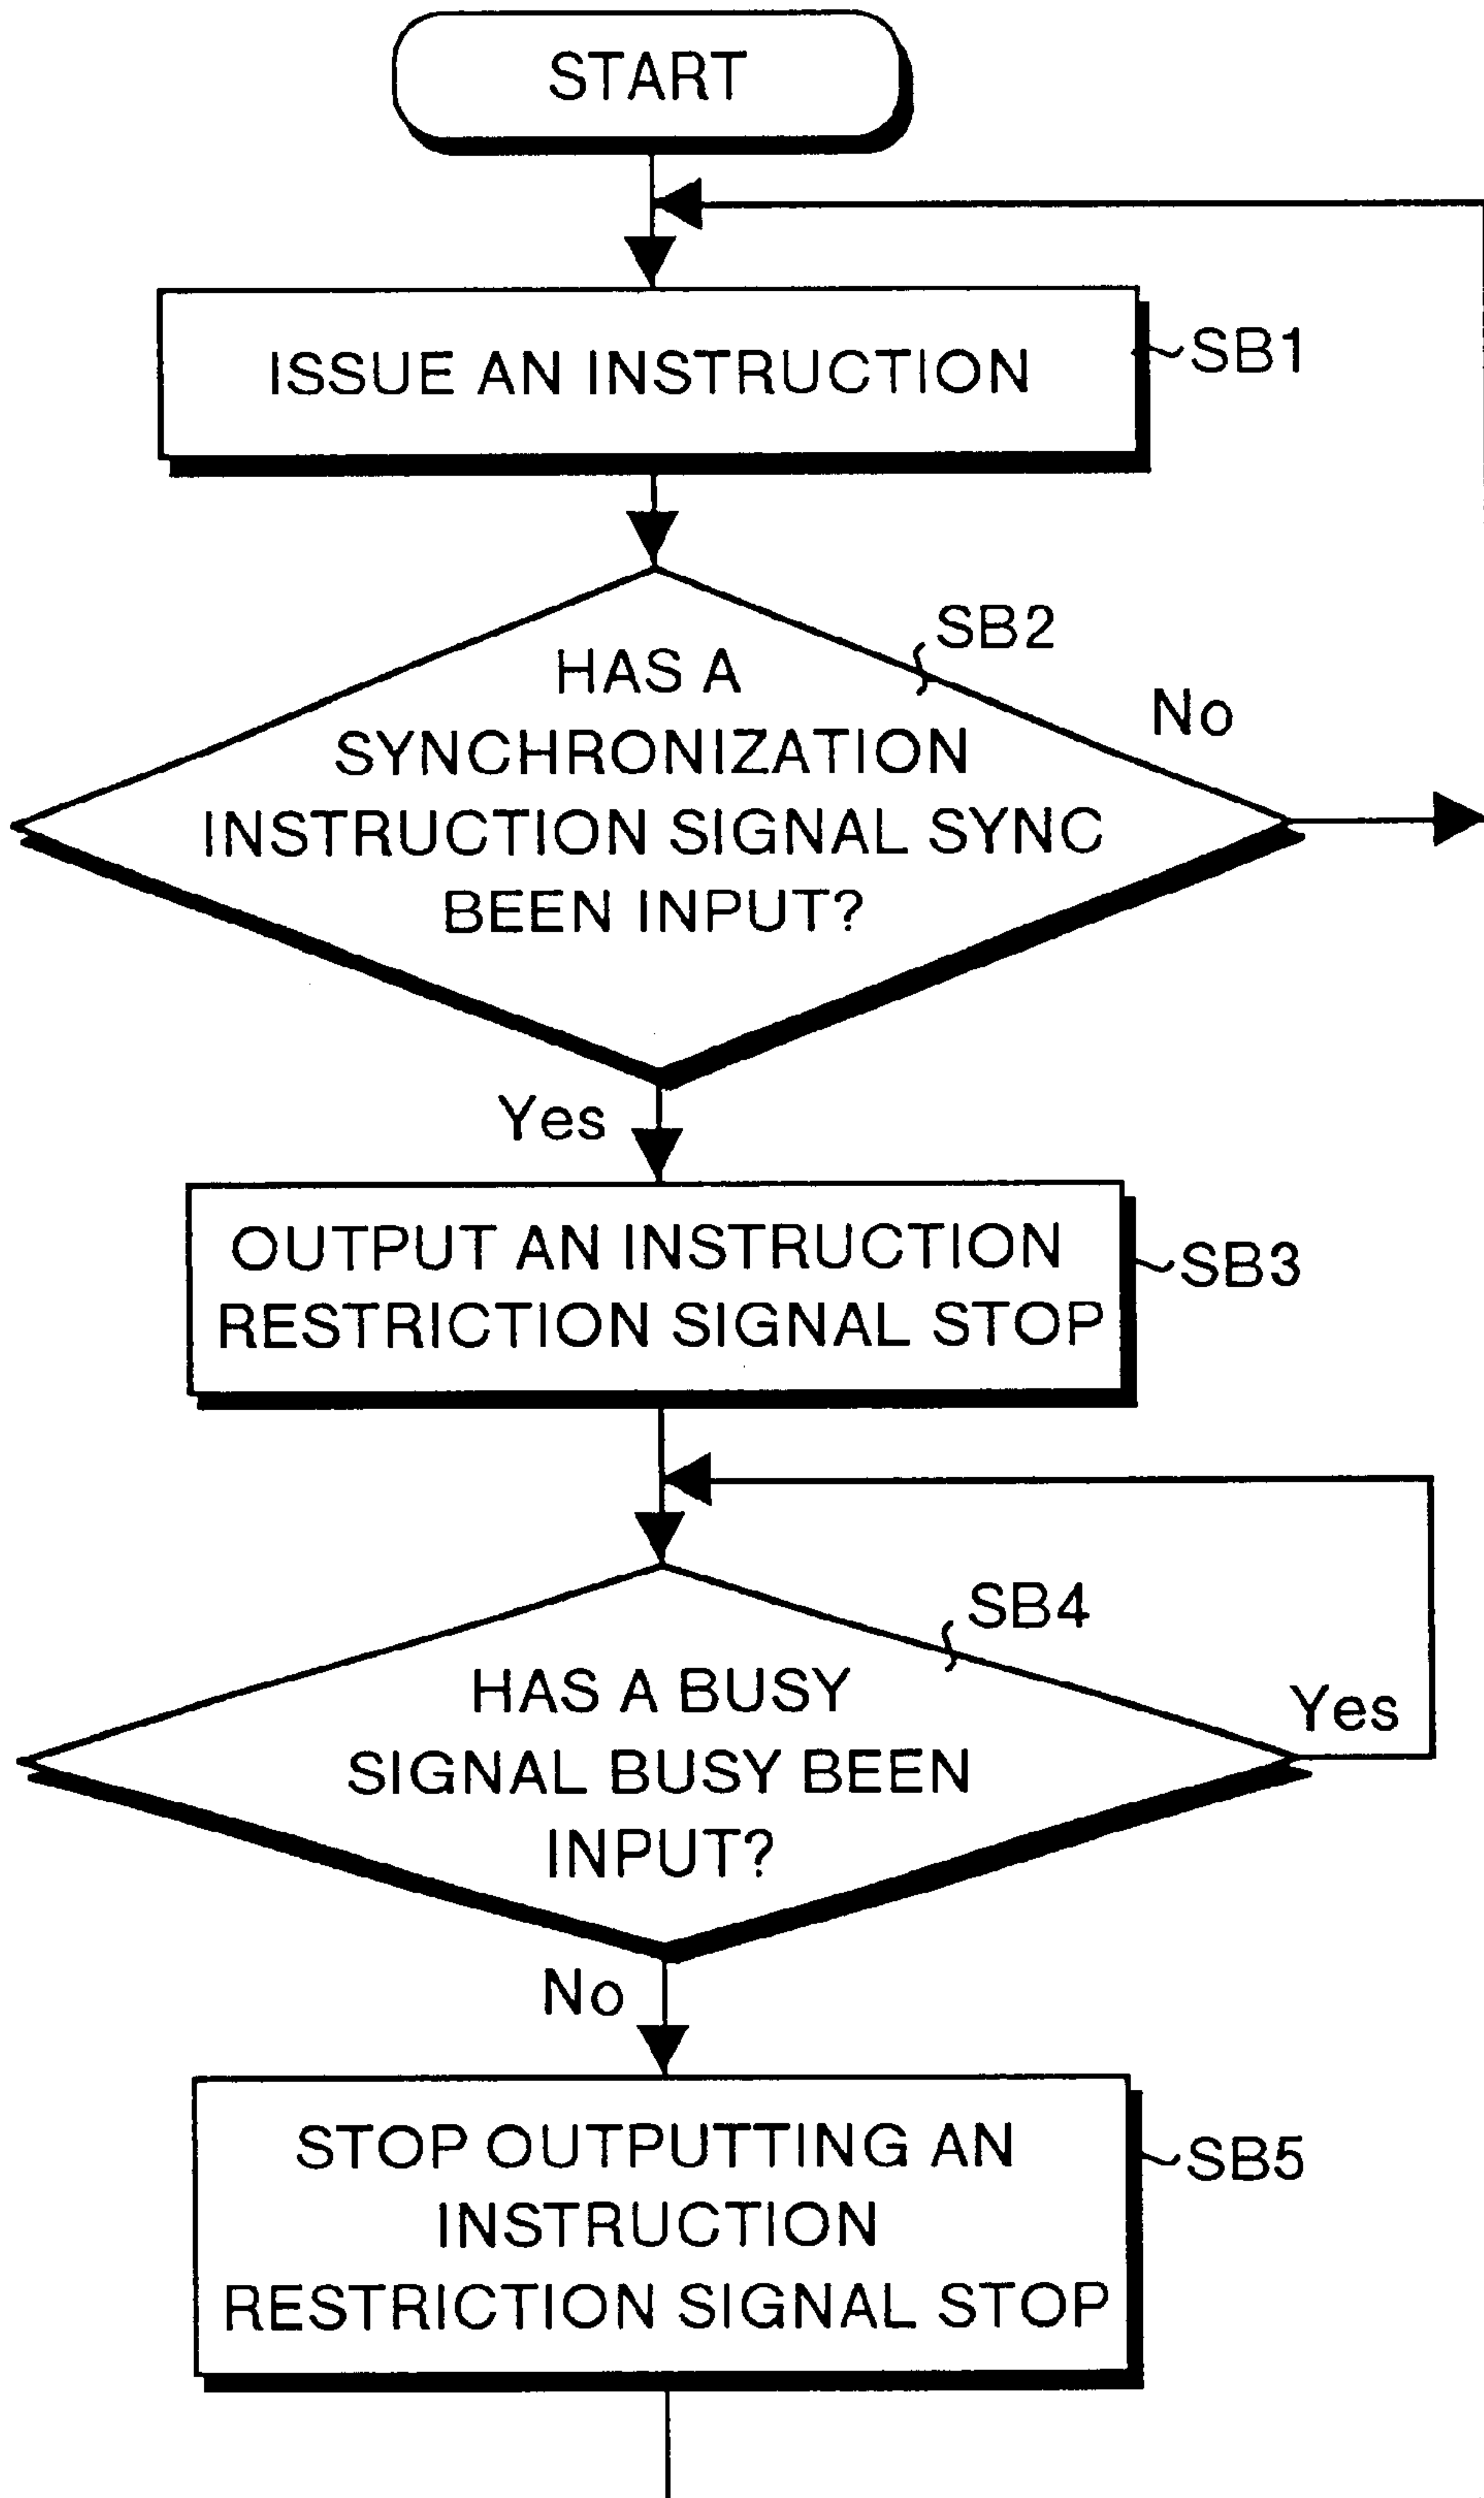 START
ISSUE AN INSTRUCTION
SB1
SB2
HAS A
SYNCHRONIZATION
INSTRUCTION SIGNAL SYNC
BEEN INPUT?
No
Yes
OUTPUT AN INSTRUCTION
RESTRICTION SIGNAL STOP
SB3
SB4
HAS A BUSY
SIGNAL BUSY BEEN
INPUT?
Yes
No
STOP OUTPUTTING AN
INSTRUCTION
RESTRICTION SIGNAL STOP
SB5